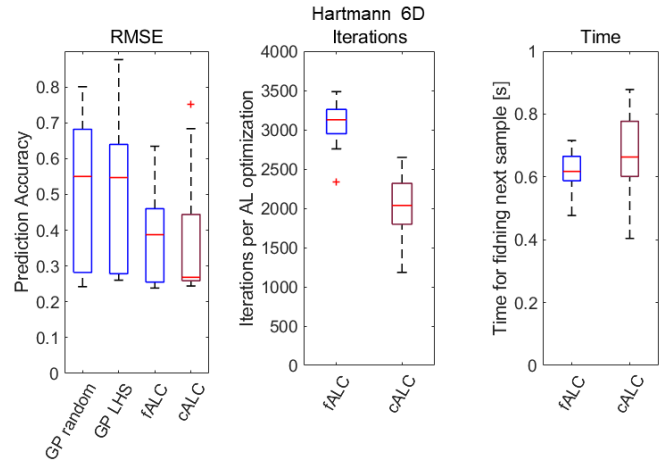 Hartmann 6D
RMSE
Prediction Accuracy
0.8
0.7
0.6
0.5
0.4
0.3
0.2
0.1
0
GP random
GP LHS
fALC
cALC
Iterations
Iterations per AL optimization
4000
3500
3000
2500
2000
1500
1000
500
0
fALC
cALC
Time
Time for fidning next sample [s]
1
0.8
0.6
0.4
0.2
0
fALC
cALC